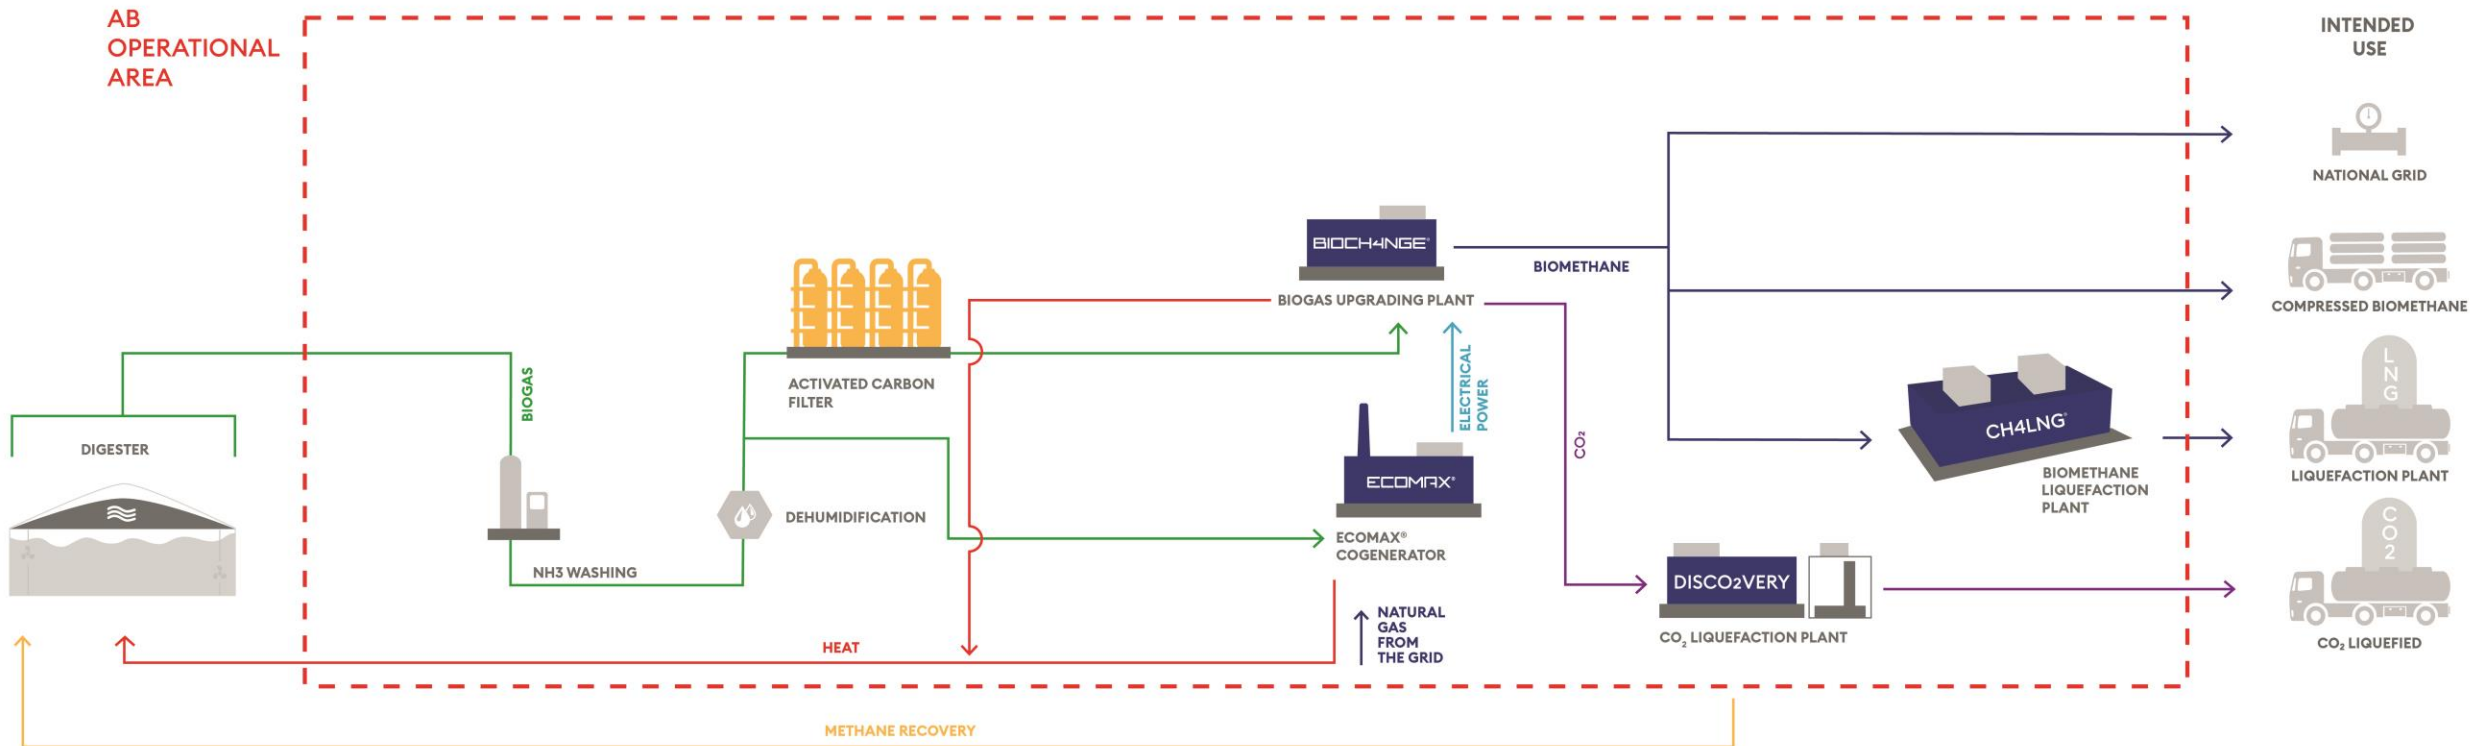 AB
OPERATIONAL
AREA
INTENDED
USE
NATIONAL GRID
BIOCH4NGE®
BIOMETHANE
BIOGAS UPGRADING PLANT
COMPRESSED BIOMETHANE
BIOGAS
ACTIVATED CARBON
FILTER
ELECTRICAL
POWER
LNG
CH4LNG®
DIGESTER
CO₂
ECOMAX®
BIOMETHANE
LIQUEFACTION
PLANT
LIQUEFACTION PLANT
DEHUMIDIFICATION
ECOMAX®
COGENERATOR
CO2
NH3 WASHING
DISCO2VERY
NATURAL
GAS
FROM
THE GRID
CO₂ LIQUEFACTION PLANT
CO₂ LIQUEFIED
HEAT
METHANE RECOVERY